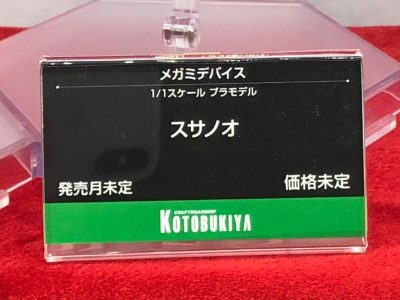 メガミデバイス
1/1スケール プラモデル
スサノオ
発売月未定 価格未定
CRAFTSMANSHIP
KOTOBUKIYA